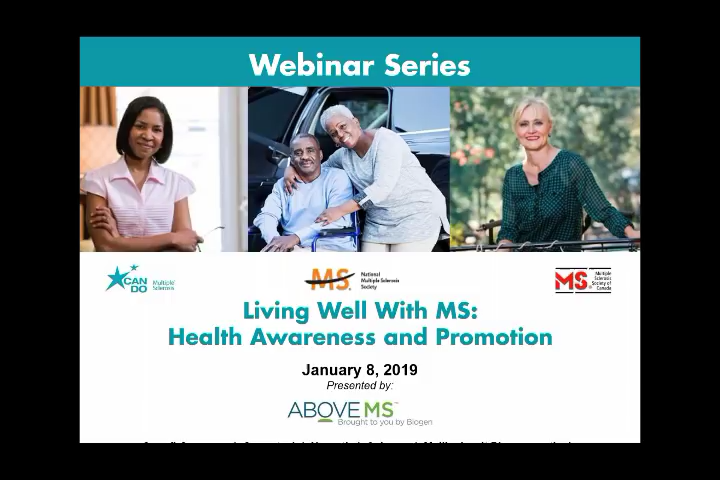 Webinar Series
CAN
DO
Multiple
Sclerosis
MS
National
Multiple Sclerosis
Society
MS
Multiple
Sclerosis
Society
of Canada
Living Well With MS:
Health Awareness and Promotion
January 8, 2019
Presented by:
ABOVE MS™
Brought to you by Biogen